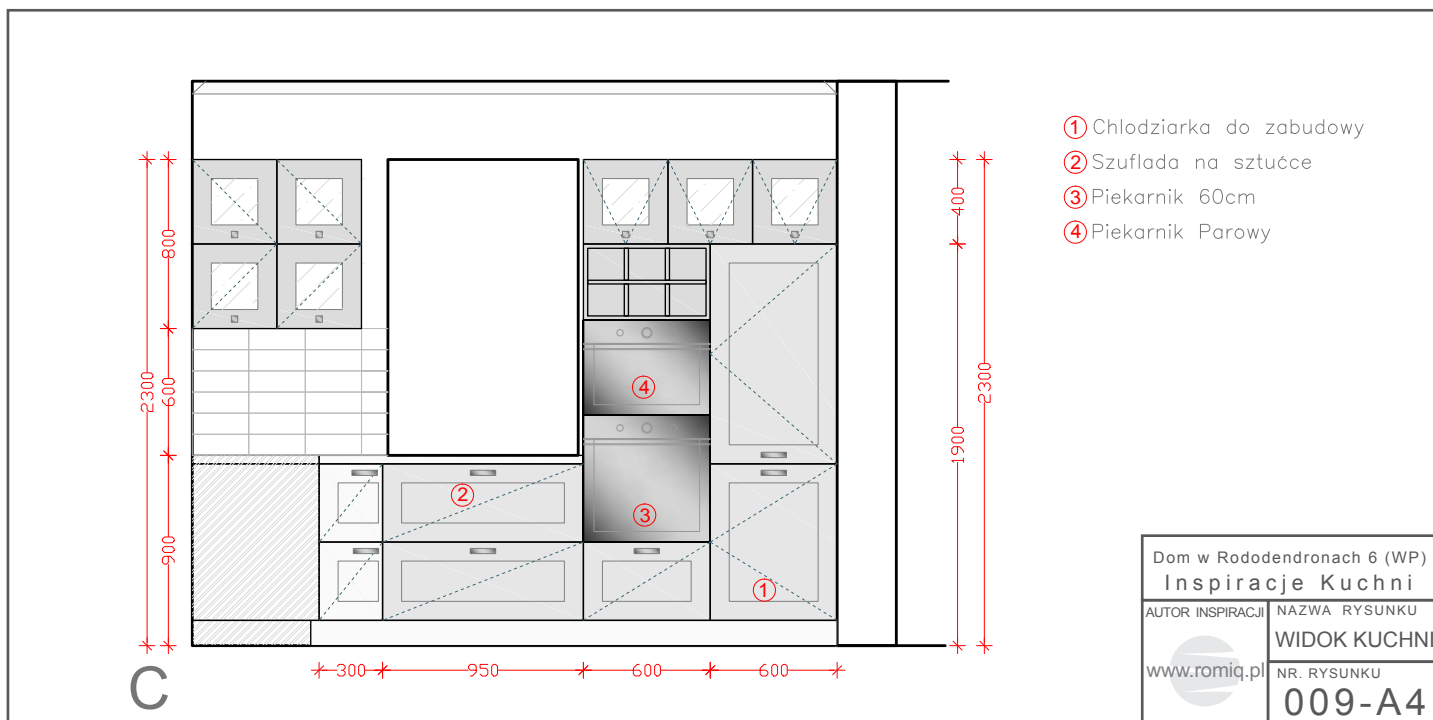 ① Chlodziarka do zabudowy
② Szuflada na sztućce
③ Piekarnik 60cm
④ Piekarnik Parowy
400
2300
800
600
900
1900
2300
④
②
③
①
300
950
600
600
C
Dom w Rododendronach 6 (WP)
Inspiracje Kuchni
AUTOR INSPIRACJI
www.romiq.pl
NAZWA RYSUNKU
WIDOK KUCHNI
NR. RYSUNKU
009-A4